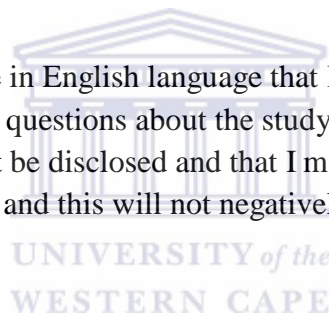 in English language that I
questions about the study
be disclosed and that I m
and this will not negatively
UNIVERSITY of the
WESTERN CAPE